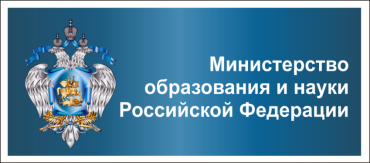 Министерство
образования и науки
Российской Федерации